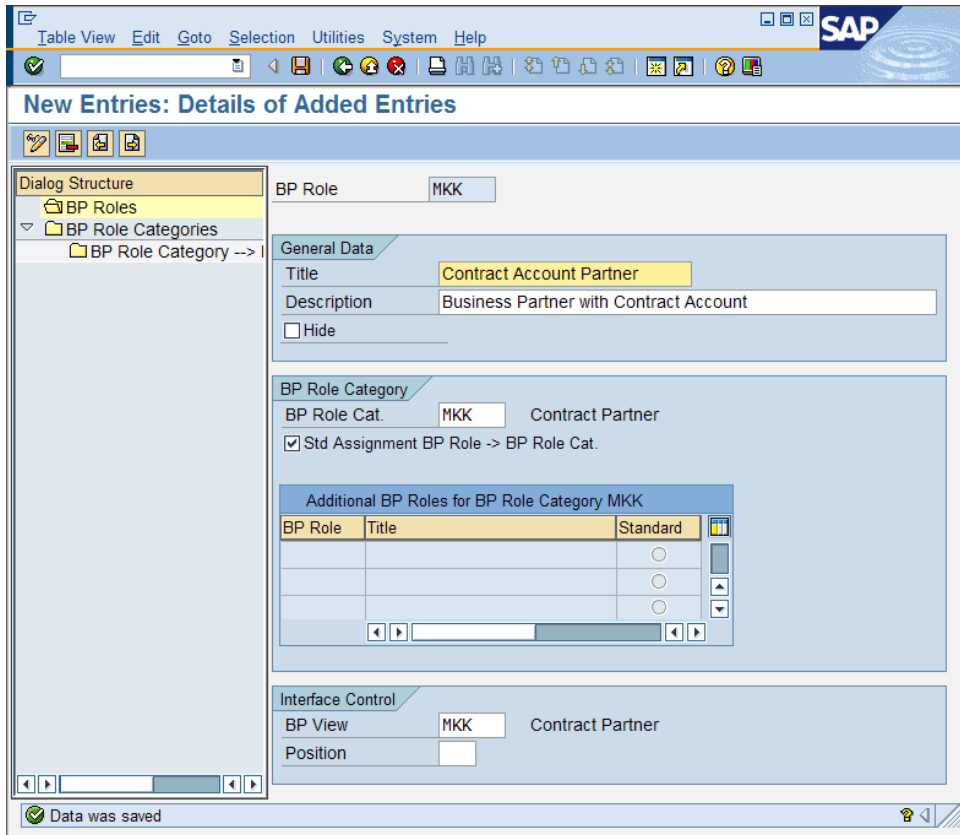 Table View Edit Goto Selection Utilities System Help
SAP
New Entries: Details of Added Entries
Dialog Structure
BP Roles
BP Role Categories
BP Role Category -->
BP Role MKK
General Data
Title Contract Account Partner
Description Business Partner with Contract Account
Hide
BP Role Category
BP Role Cat. MKK Contract Partner
Std Assignment BP Role -> BP Role Cat.
Additional BP Roles for BP Role Category MKK
BP Role Title Standard
Interface Control
BP View MKK Contract Partner
Position
Data was saved